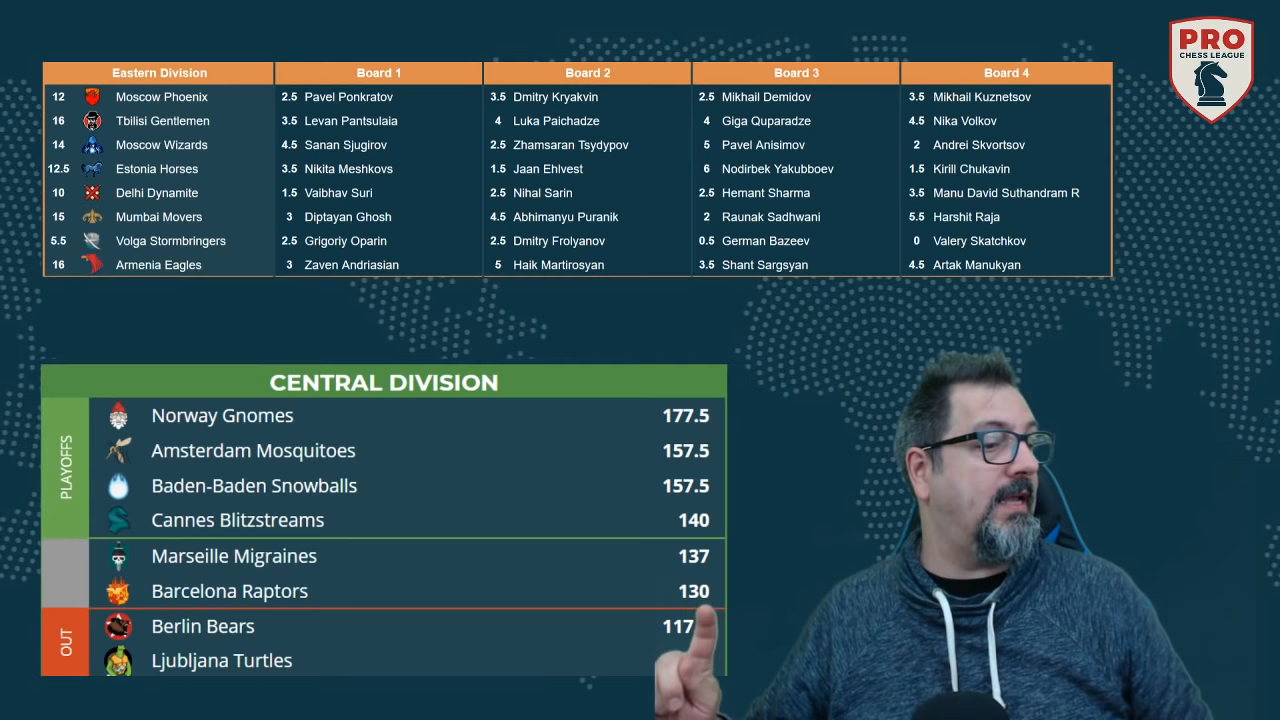 PRO
CHESS LEAGUE
Eastern Division Board 1 Board 2 Board 3 Board 4
12 Moscow Phoenix 2.5 Pavel Ponkratov 3.5 Dmitry Kryakvin 2.5 Mikhail Demidov 3.5 Mikhail Kuznetsov
16 Tbilisi Gentlemen 3.5 Levan Pantsulaia 4 Luka Paichadze 4 Giga Quparadze 4.5 Nika Volkov
14 Moscow Wizards 4.5 Sanan Sjugirov 2.5 Zhamsaran Tsydypov 5 Pavel Anisimov 2 Andrei Skvortsov
12.5 Estonia Horses 3.5 Nikita Meshkovs 1.5 Jaan Ehlvest 6 Nodirbek Yakubboev 1.5 Kirill Chukavin
10 Delhi Dynamite 1.5 Vaibhav Suri 2.5 Nihal Sarin 2.5 Hemant Sharma 3.5 Manu David Suthandram R
15 Mumbai Movers 3 Diptayan Ghosh 4.5 Abhimanyu Puranik 2 Raunak Sadhwani 5.5 Harshit Raja
5.5 Volga Stormbringers 2.5 Grigoriy Oparin 2.5 Dmitry Frolyanov 0.5 German Bazeev 0 Valery Skatchkov
16 Armenia Eagles 3 Zaven Andriasian 5 Haik Martirosyan 3.5 Shant Sargsyan 4.5 Artak Manukyan
CENTRAL DIVISION
PLAYOFFS
Norway Gnomes 177.5
Amsterdam Mosquitoes 157.5
Baden-Baden Snowballs 157.5
Cannes Blitzstreams 140
Marseille Migraines 137
Barcelona Raptors 130
OUT
Berlin Bears 117
Ljubljana Turtles